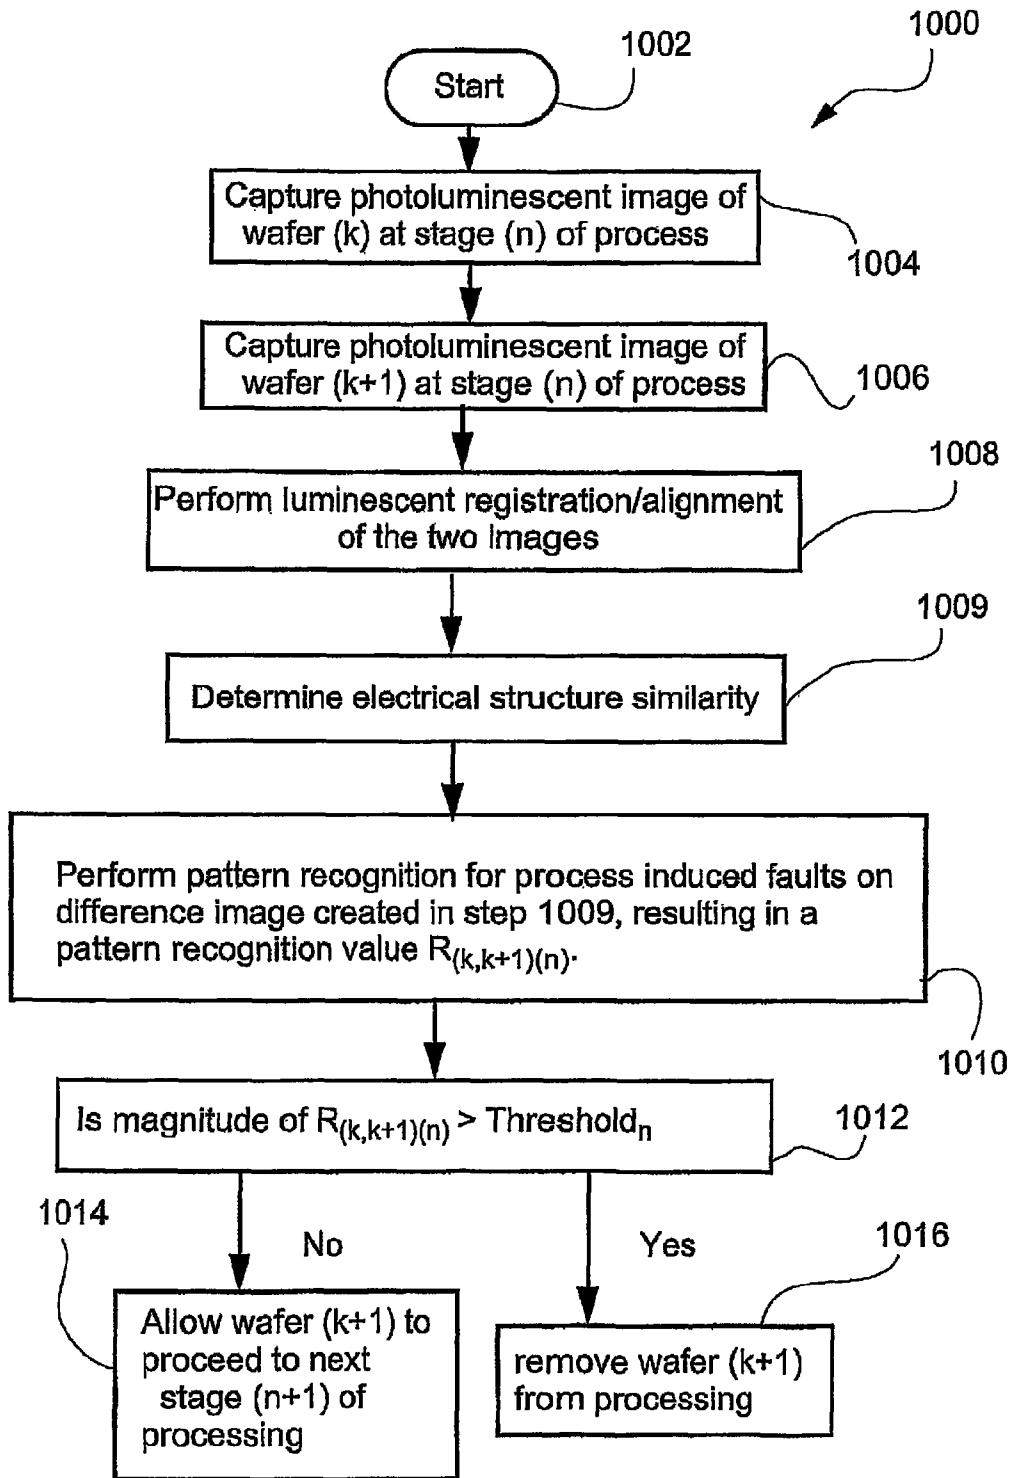 1000
1002
Start
Capture photoluminescent image of
wafer (k) at stage (n) of process
1004
Capture photoluminescent image of
wafer (k+1) at stage (n) of process
1006
1008
Perform luminescent registration/alignment
of the two images
1009
Determine electrical structure similarity
Perform pattern recognition for process induced faults on
difference image created in step 1009, resulting in a
pattern recognition value R(k,k+1)(n).
1010
Is magnitude of R(k,k+1)(n) > Thresholdn
1012
1014
No
Yes
1016
Allow wafer (k+1) to
proceed to next
stage (n+1) of
processing
remove wafer (k+1)
from processing